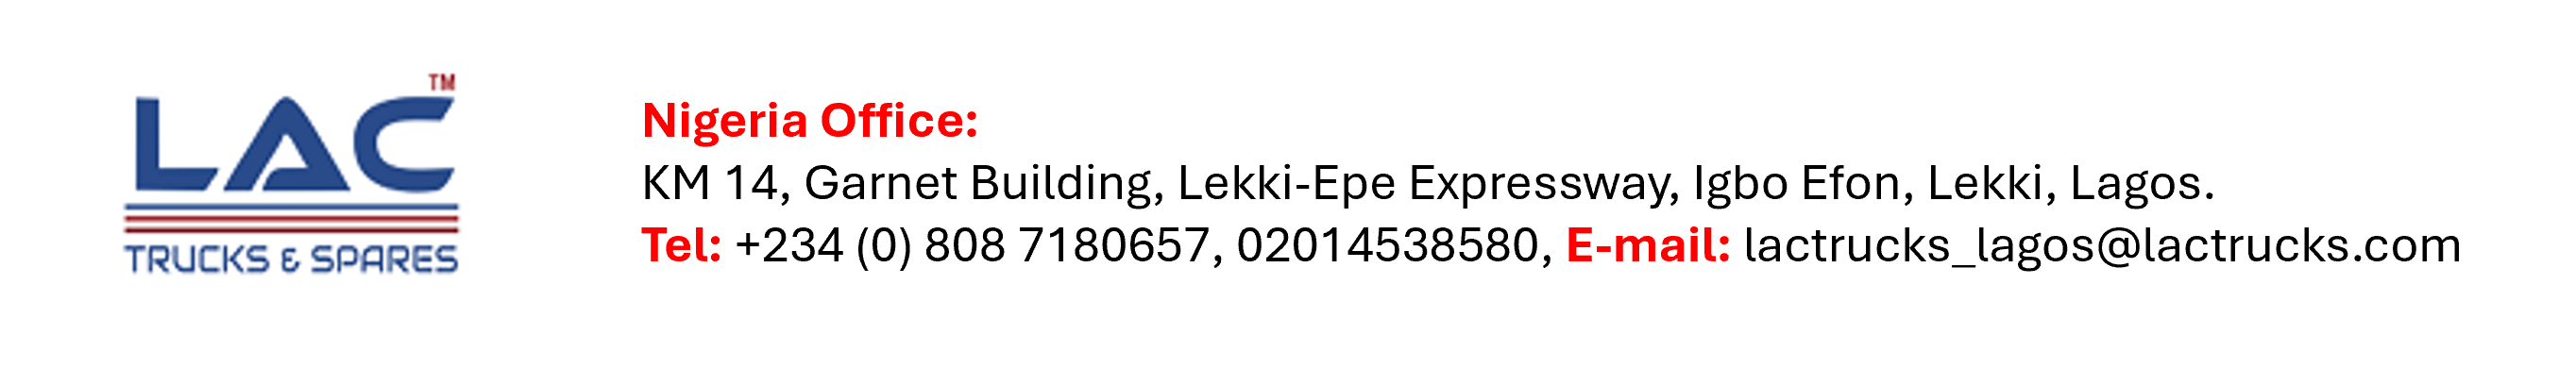 LAC™
TRUCKS & SPARES
Nigeria Office:
KM 14, Garnet Building, Lekki-Epe Expressway, Igbo Efon, Lekki, Lagos.
Tel: +234 (0) 808 7180657, 02014538580, E-mail: lactrucks_lagos@lactrucks.com